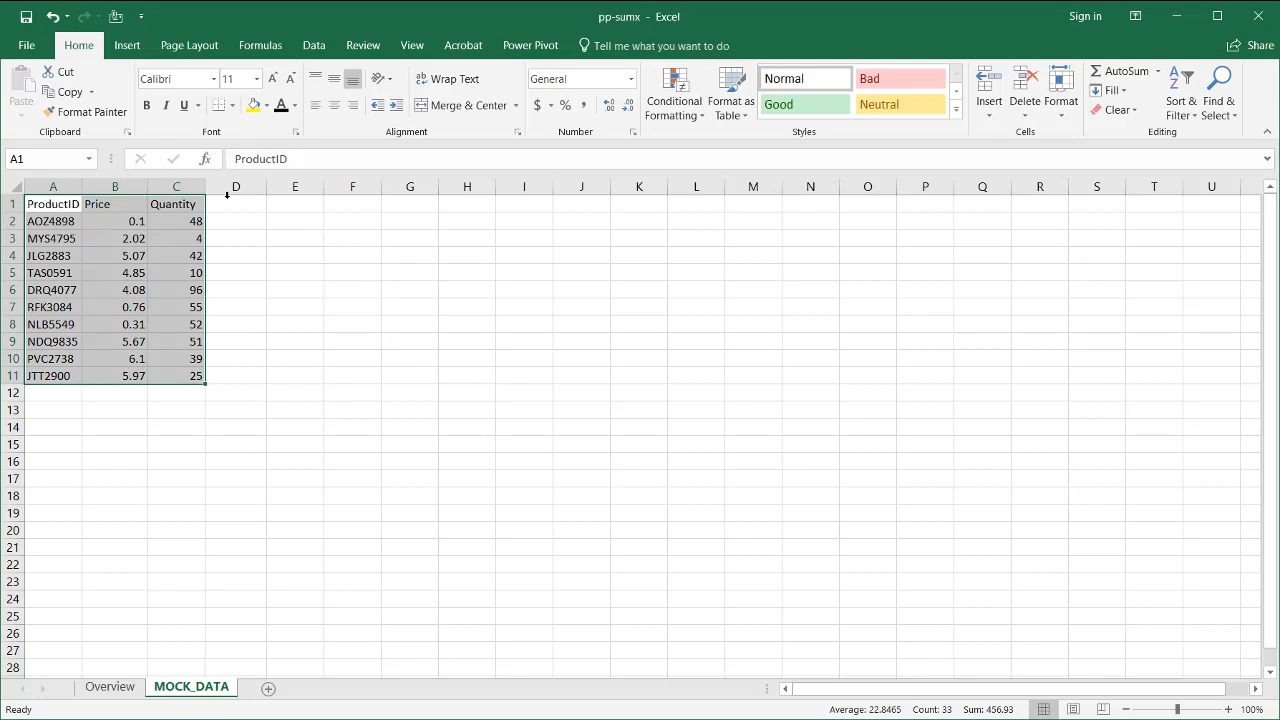 pp-sumx - Excel
Sign in
File Home Insert Page Layout Formulas Data Review View Acrobat Power Pivot Tell me what you want to do Share
Paste
Cut
Copy
Format Painter
Clipboard
Calibri 11
B I U A
Font
Wrap Text
Merge & Center
Alignment
General
$ % ,
Number
Conditional Formatting
Format as Table
Normal Bad
Good Neutral
Styles
Insert Delete Format
Cells
AutoSum
Fill
Clear
Sort & Filter
Find & Select
Editing
A1 fx ProductID
A B C D E F G H I J K L M N O P Q R S T U
1 ProductID Price Quantity
2 AOZ4898 0.1 48
3 MYS4795 2.02 4
4 JLG2883 5.07 42
5 TAS0591 4.85 10
6 DRQ4077 4.08 96
7 RFK3084 0.76 55
8 NLB5549 0.31 52
9 NDQ9835 5.67 51
10 PVC2738 6.1 39
11 JTT2900 5.97 25
12
13
14
15
16
17
18
19
20
21
22
23
24
25
26
27
28
Overview MOCK_DATA
Ready Average: 22.8465 Count: 33 Sum: 456.93 100%